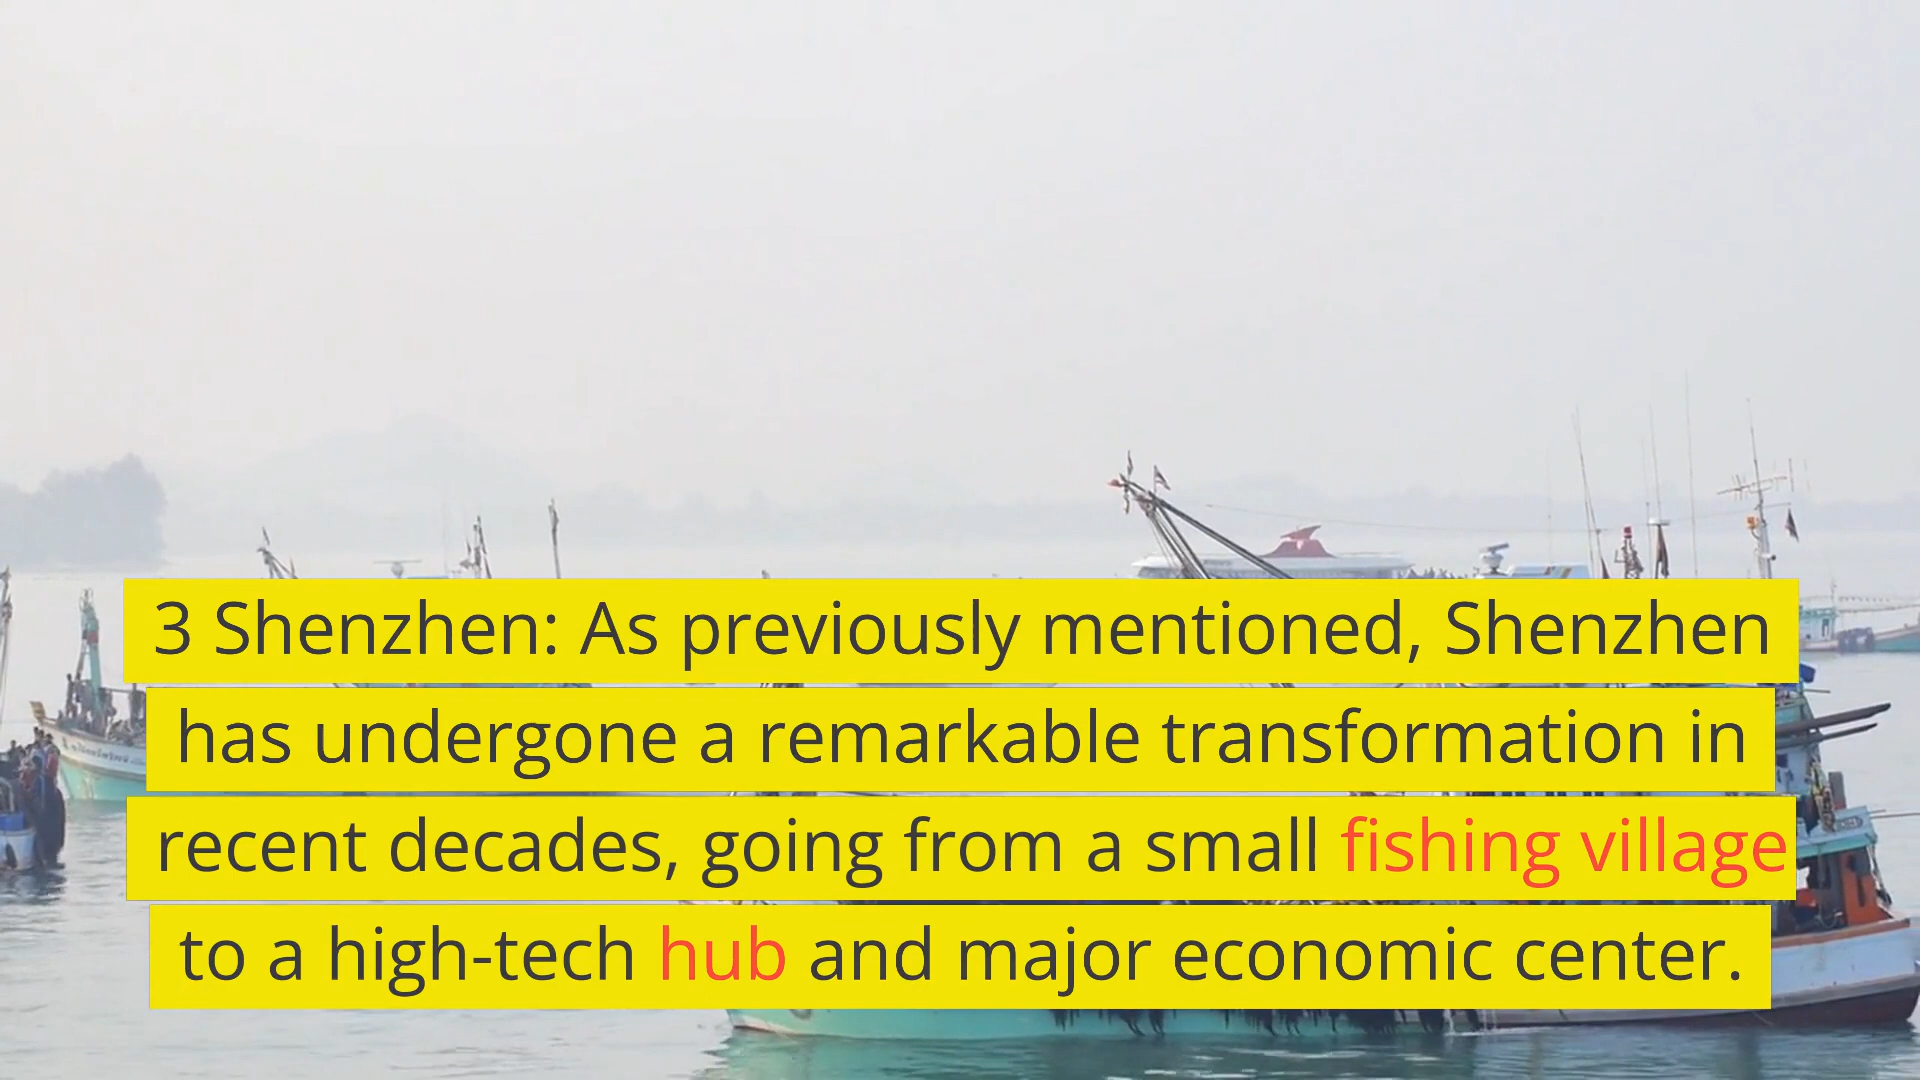 3 Shenzhen: As previously mentioned, Shenzhen
has undergone a remarkable transformation in
recent decades, going from a small fishing village
to a high-tech hub and major economic center.